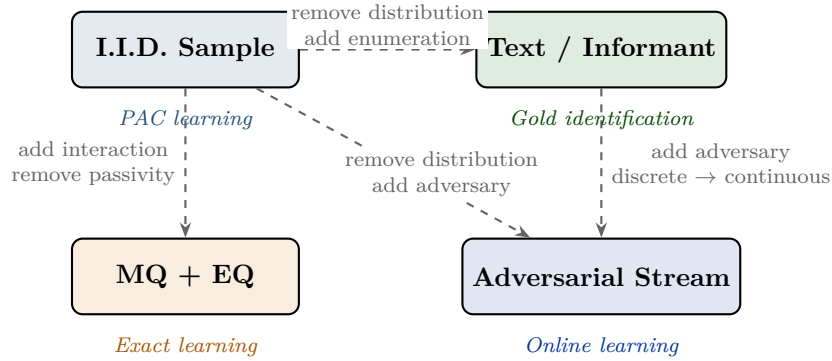 remove distribution
add enumeration
I.I.D. Sample
Text / Informant
PAC learning
Gold identification
add interaction
remove passivity
remove distribution
add adversary
add adversary
discrete → continuous
MQ + EQ
Adversarial Stream
Exact learning
Online learning